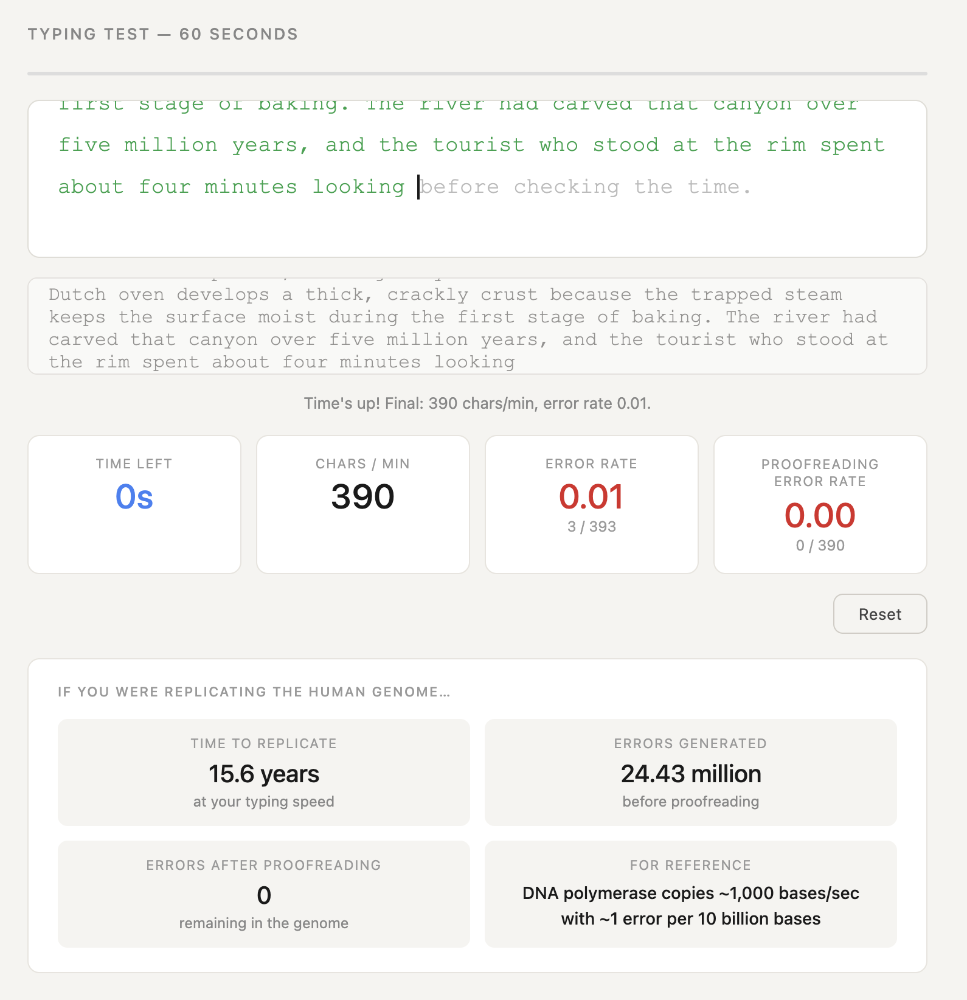 TYPING TEST — 60 SECONDS
first stage of baking. The river had carved that canyon over
five million years, and the tourist who stood at the rim spent
about four minutes looking before checking the time.
Dutch oven develops a thick, crackly crust because the trapped steam
keeps the surface moist during the first stage of baking. The river had
carved that canyon over five million years, and the tourist who stood at
the rim spent about four minutes looking
Time's up! Final: 390 chars/min, error rate 0.01.
TIME LEFT
0s
CHARS / MIN
390
ERROR RATE
0.01
3 / 393
PROOFREADING
ERROR RATE
0.00
0 / 390
Reset
IF YOU WERE REPLICATING THE HUMAN GENOME…
TIME TO REPLICATE
15.6 years
at your typing speed
ERRORS GENERATED
24.43 million
before proofreading
ERRORS AFTER PROOFREADING
0
remaining in the genome
FOR REFERENCE
DNA polymerase copies ~1,000 bases/sec
with ~1 error per 10 billion bases